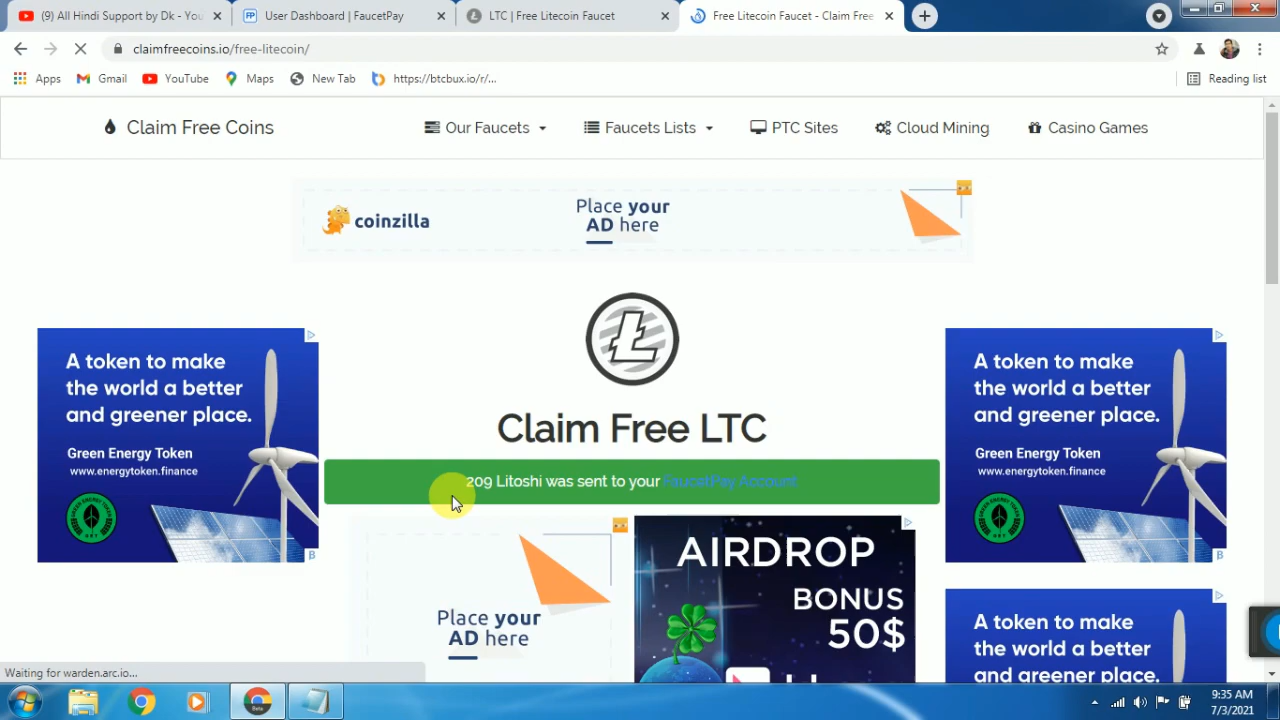 (9) All Hindi Support by Dk - You
User Dashboard | FaucetPay
LTC Free Litecoin Faucet
Free Litecoin Faucet - Claim Free
claimfreecoins.io/free-litecoin/
Apps
Gmail
YouTube
Maps
New Tab
https://btcbux.io/r/...
Reading list
Claim Free Coins
Our Faucets
Faucets Lists
PTC Sites
Cloud Mining
Casino Games
coinzilla
Place your
AD here
A token to make
the world a better
and greener place.
Green Energy Token
www.energytoken.finance
Claim Free LTC
209 Litoshi was sent to your FaucetPay Account
A token to make
the world a better
and greener place.
Green Energy Token
www.energytoken.finance
Place your
AD here
AIRDROP
BONUS
50$
A token to make
the world a better
and greener place.
Waiting for warden.arc.io...
9:35 AM
7/3/2021